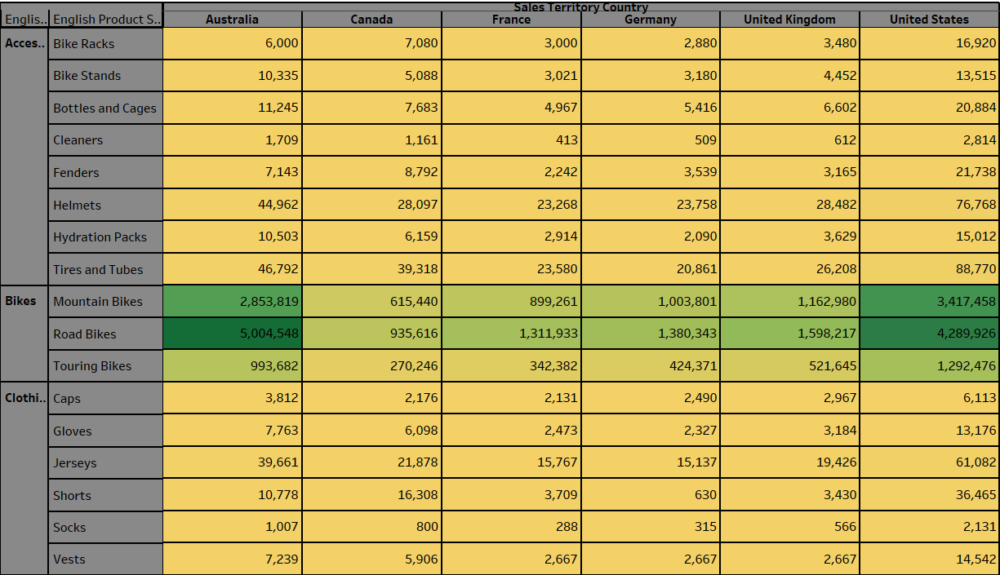 Sales Territory Country
Englis.. English Product S.. Australia Canada France Germany United Kingdom United States
Acces.. Bike Racks 6,000 7,080 3,000 2,880 3,480 16,920
Bike Stands 10,335 5,088 3,021 3,180 4,452 13,515
Bottles and Cages 11,245 7,683 4,967 5,416 6,602 20,884
Cleaners 1,709 1,161 413 509 612 2,814
Fenders 7,143 8,792 2,242 3,539 3,165 21,738
Helmets 44,962 28,097 23,268 23,758 28,482 76,768
Hydration Packs 10,503 6,159 2,914 2,090 3,629 15,012
Tires and Tubes 46,792 39,318 23,580 20,861 26,208 88,770
Bikes Mountain Bikes 2,853,819 615,440 899,261 1,003,801 1,162,980 3,417,458
Road Bikes 5,004,548 935,616 1,311,933 1,380,343 1,598,217 4,289,926
Touring Bikes 993,682 270,246 342,382 424,371 521,645 1,292,476
Clothi.. Caps 3,812 2,176 2,131 2,490 2,967 6,113
Gloves 7,763 6,098 2,473 2,327 3,184 13,176
Jerseys 39,661 21,878 15,767 15,137 19,426 61,082
Shorts 10,778 16,308 3,709 630 3,430 36,465
Socks 1,007 800 288 315 566 2,131
Vests 7,239 5,906 2,667 2,667 2,667 14,542